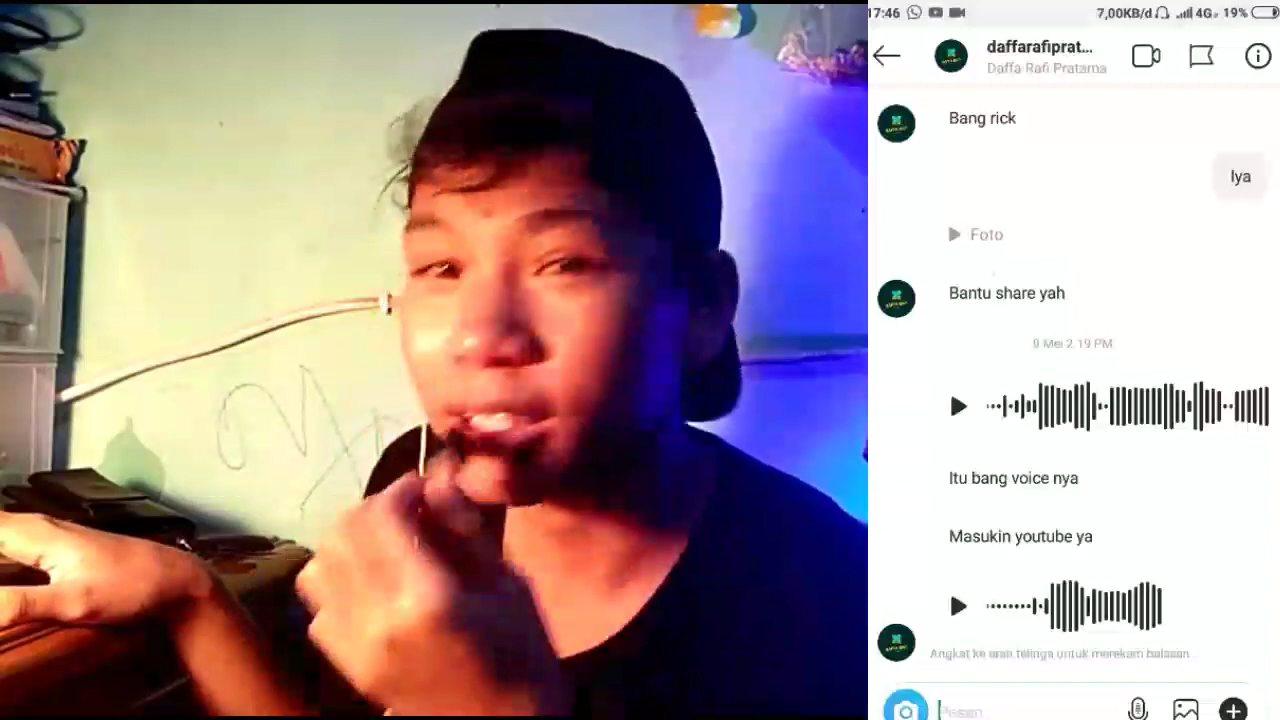 17:46
7,00KB/d
4G
19%
daffarafiprat...
Daffa Rafi Pratama
Bang rick
Iya
Foto
Bantu share yah
9 Mei 2.19 PM
Itu bang voice nya
Masukin youtube ya
Angkat ke arah telinga untuk merekam balasan
Pesan...